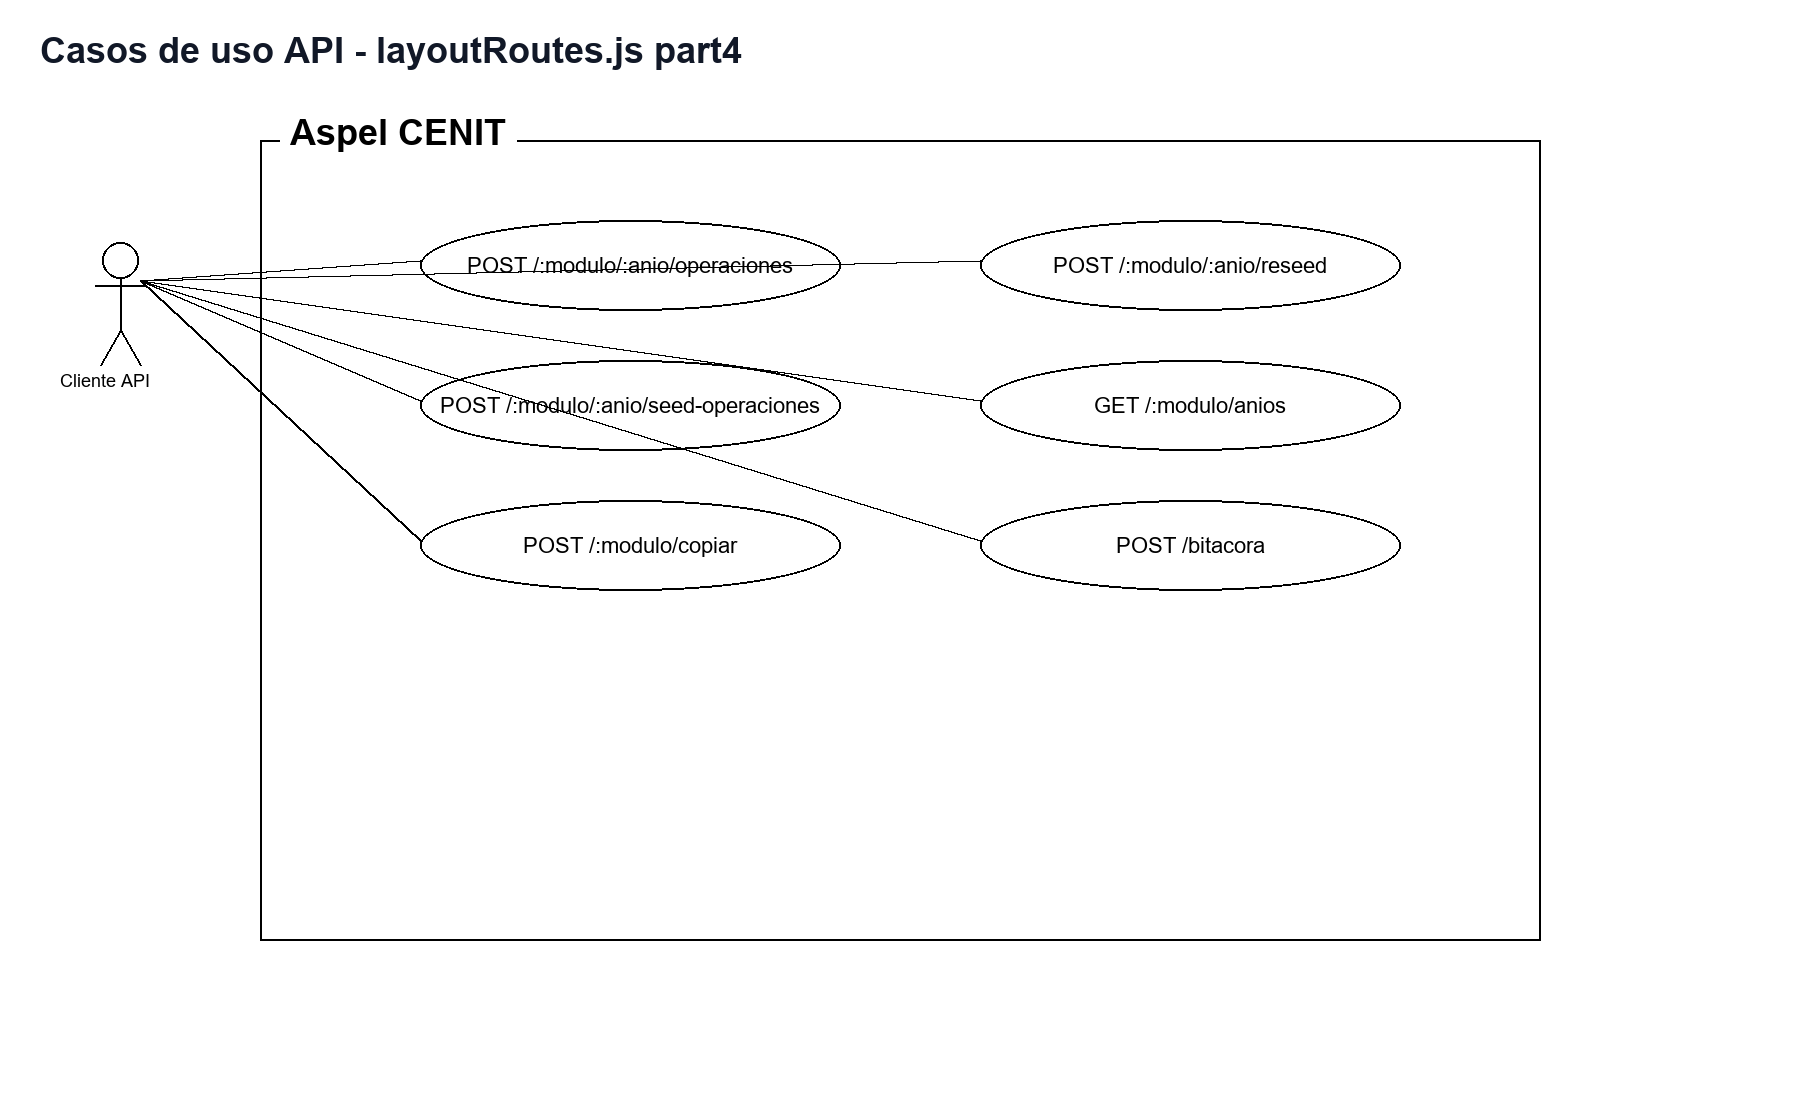 Casos de uso API - layoutRoutes.js part4
Aspel CENIT
POST /:modulo/:anio/operaciones
POST /:modulo/:anio/reseed
Cliente API
POST /:modulo/:anio/seed-operaciones
GET /:modulo/anios
POST /:modulo/copiar
POST /bitacora